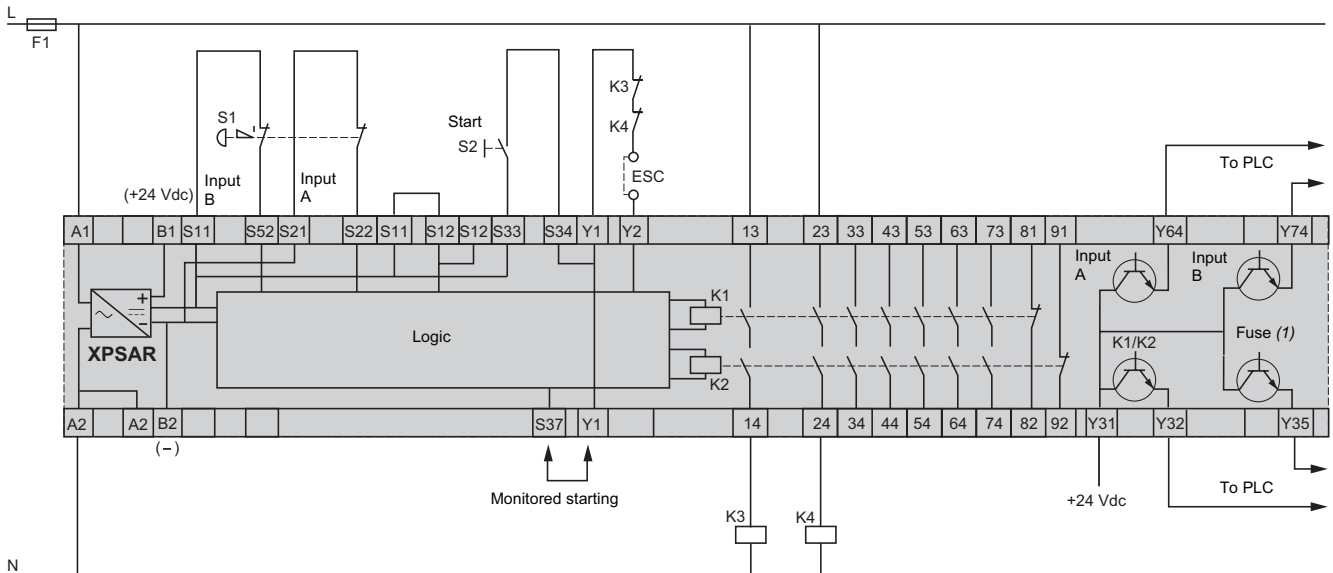 L
F1
K3
S1
K4
Start
S2
To PLC
ESC
(+24 Vdc)
Input
B
Input
A
A1 B1 S11 S52 S21 S22 S11 S12 S12 S33 S34 Y1 Y2 13 23 33 43 53 63 73 81 91 Y64 Y74
Input
A
Input
B
K1
+
–
Logic
XPSAR
K2
K1/K2
Fuse (1)
A2 A2 B2 S37 Y1 14 24 34 44 54 64 74 82 92 Y31 Y32 Y35
(–)
Monitored starting
+24 Vdc
To PLC
K3
K4
N